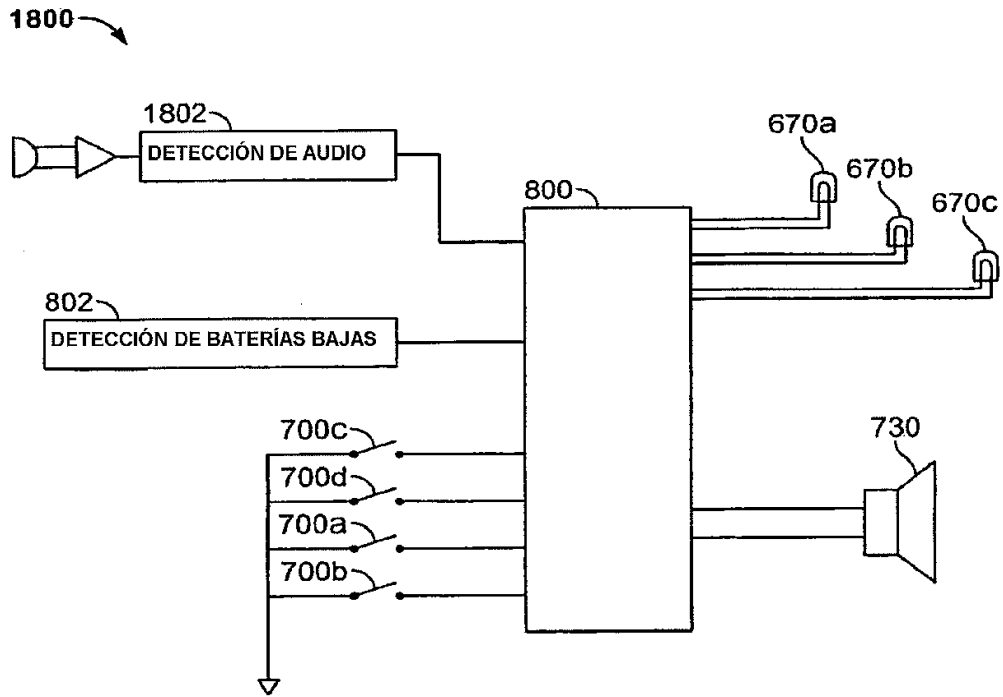 1800
1802
DETECCIÓN DE AUDIO
670a
670b
670c
800
802
DETECCIÓN DE BATERÍAS BAJAS
700c
700d
700a
700b
730